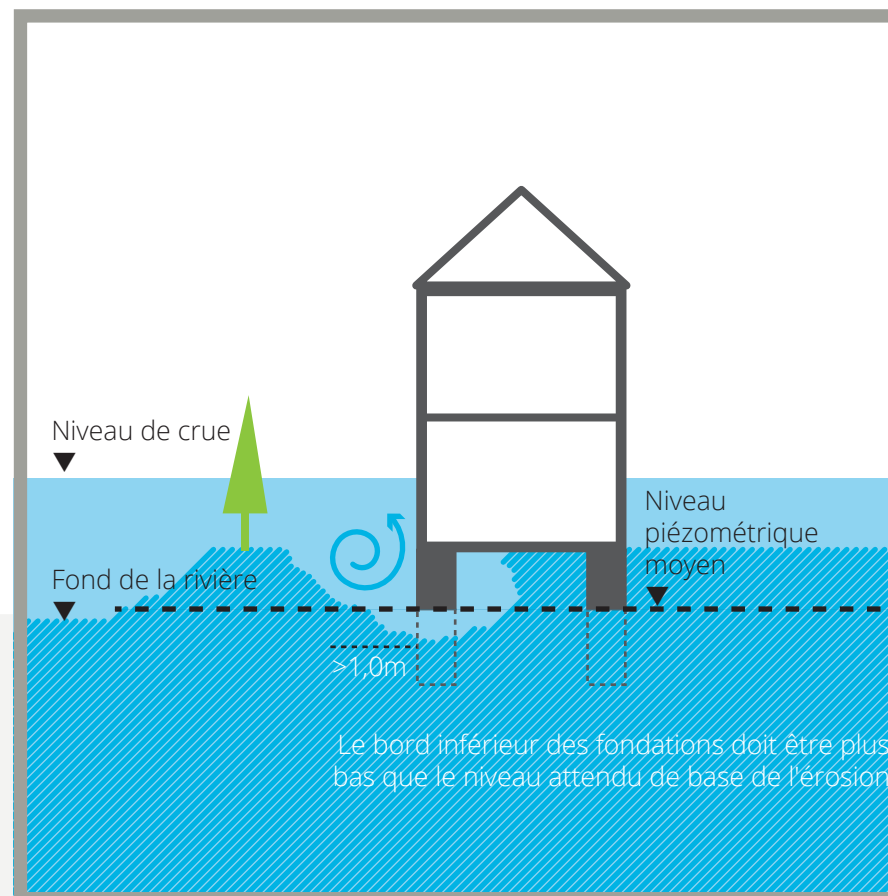 Niveau de crue
Niveau
piézométrique
moyen
Fond de la rivière
>1,0m
Le bord inférieur des fondations doit être plus
bas que le niveau attendu de base de l'érosion